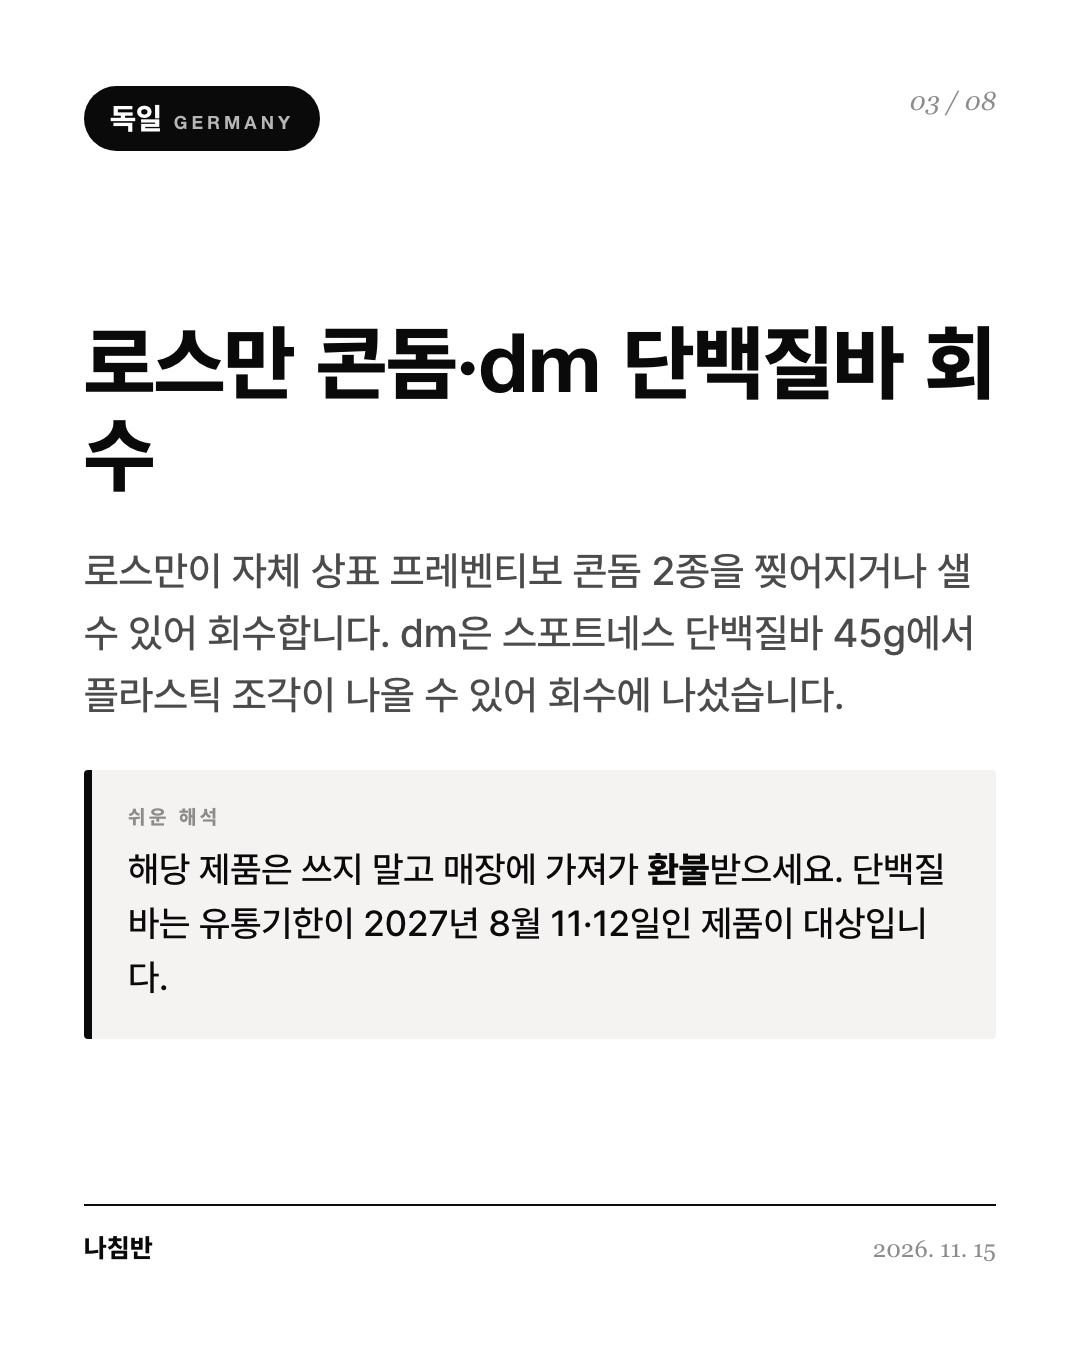 독일 GERMANY
03 / 08
로스만 콘돔·dm 단백질바 회
수
로스만이 자체 상표 프레벤티보 콘돔 2종을 찢어지거나 샐
수 있어 회수합니다. dm은 스포트네스 단백질바 45g에서
플라스틱 조각이 나올 수 있어 회수에 나섰습니다.
쉬운 해석
해당 제품은 쓰지 말고 매장에 가져가 환불받으세요. 단백질
바는 유통기한이 2027년 8월 11·12일인 제품이 대상입니
다.
나침반
2026. 11. 15